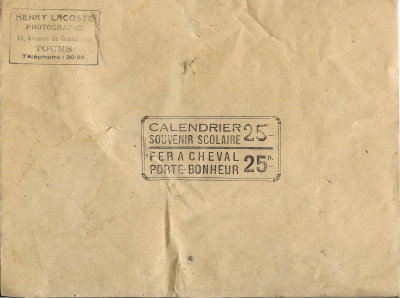 HENRY LACOSTE
PHOTOGRAPHE
16, Avenue de Grammont
TOURS
Téléphone : 30-26
CALENDRIER
SOUVENIR SCOLAIRE 25-
FER A CHEVAL
PORTE-BONHEUR 25 fr.